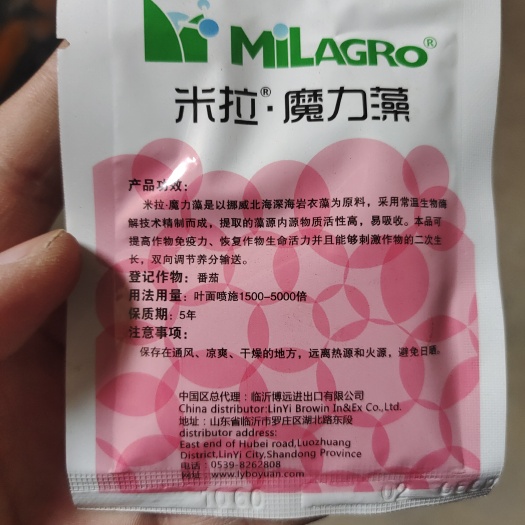 MiLAGRO®
米拉®·魔力藻
产品功效：
米拉·魔力藻是以挪威北海深海岩衣藻为原料，采用常温生物酶
解技术精制而成，提取的藻源内源物质活性高，易吸收。本品可
提高作物免疫力、恢复作物生命活力并且能够刺激作物的二次生
长，双向调节养分输送。
登记作物：番茄
用法用量：叶面喷施1500-5000倍
保质期：5年
注意事项：
保存在通风、凉爽、干燥的地方，远离热源和火源，避免日晒。
中国区总代理：临沂博远进出口有限公司
China distributor:LinYi Browin In&Ex Co.,Ltd.
地址：山东省临沂市罗庄区湖北路东段
distributor address:
East end of Hubei road,Luozhuang
District,LinYi City,Shandong Province
电话：0539-8262808
网址：www.lyboyuan.com